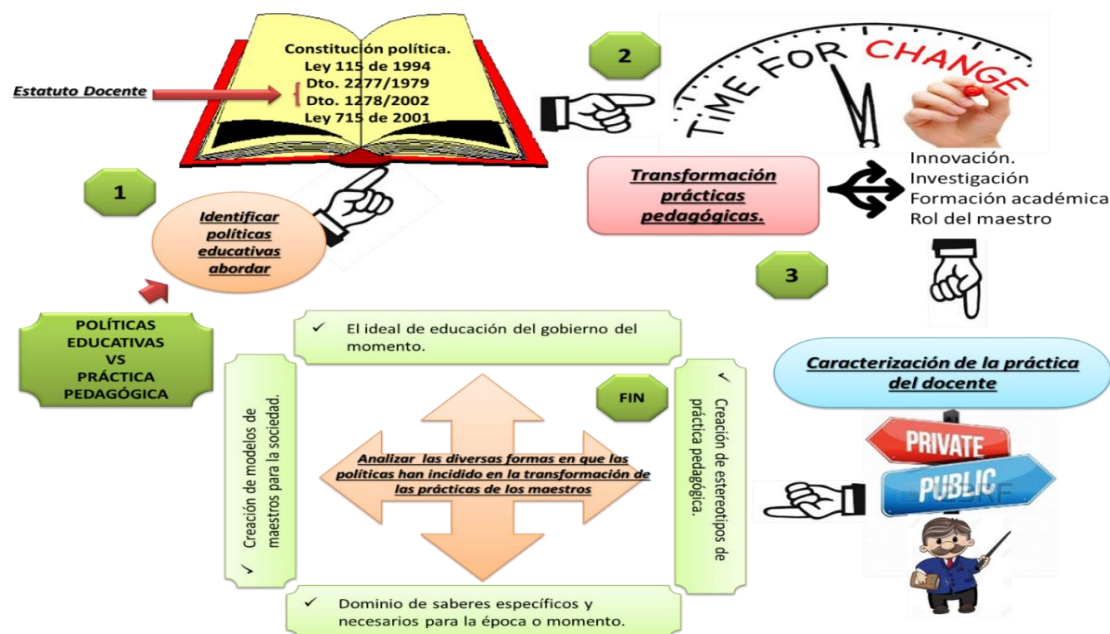 Constitución política.
Ley 115 de 1994
Dto. 2277/1979
Dto. 1278/2002
Ley 715 de 2001
Estatuto Docente
1
Identificar
políticas
educativas
abordar
POLÍTICAS
EDUCATIVAS
VS
PRÁCTICA
PEDAGÓGICA
2
TIME FOR CHANGE
Transformación
prácticas
pedagógicas.
Innovación.
Investigación
Formación académica
Rol del maestro
3
Caracterización de la práctica
del docente
PRIVATE
PUBLIC
FIN
✓ El ideal de educación del gobierno del
momento.
✓ Creación de modelos de
maestros para la sociedad.
Analizar las diversas formas en que las
políticas han incidido en la transformación de
las prácticas de los maestros
✓ Creación de estereotipos de
práctica pedagógica.
✓ Dominio de saberes específicos y
necesarios para la época o momento.